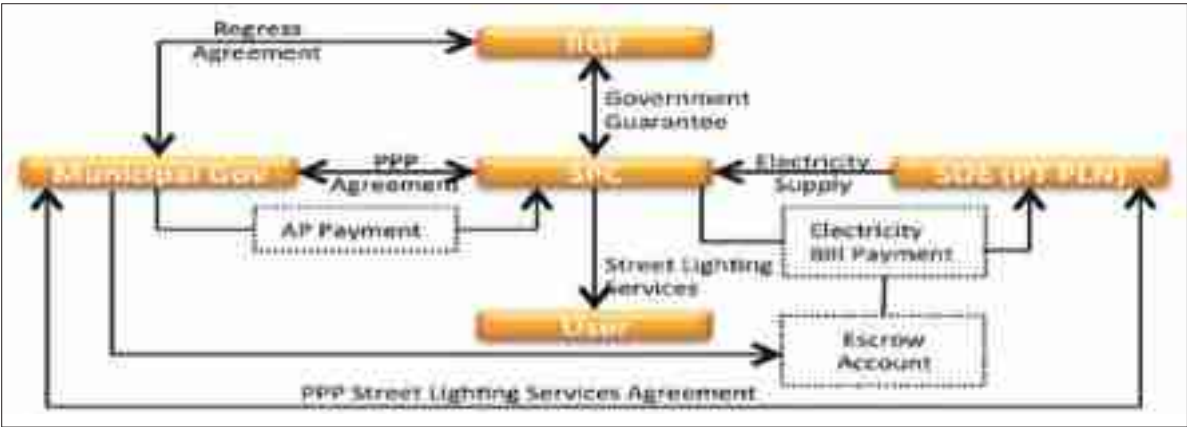 Regress
Agreement
Government
Guarantee
Municipal Gov
PPP
Agreement
SPC
Electricity
Supply
SOE (PT PLN)
AP Payment
Electricity
Bill Payment
Street Lighting
Services
User
Escrow
Account
PPP Street Lighting Services Agreement